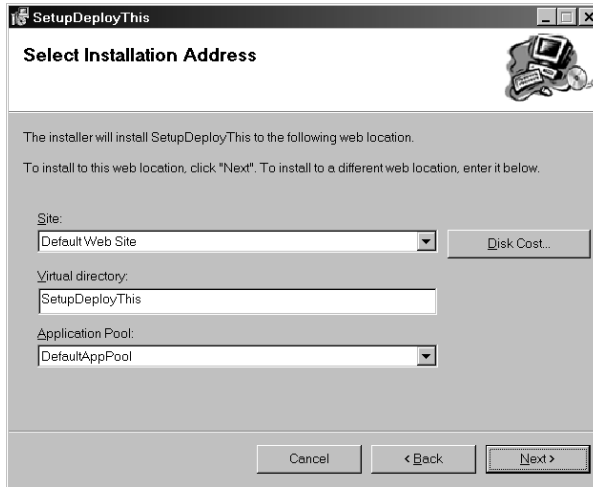 SetupDeployThis
Select Installation Address
The installer will install SetupDeployThis to the following web location.
To install to this web location, click "Next". To install to a different web location, enter it below.
Site:
Default Web Site
Disk Cost...
Virtual directory:
SetupDeployThis
Application Pool:
DefaultAppPool
Cancel
< Back
Next >